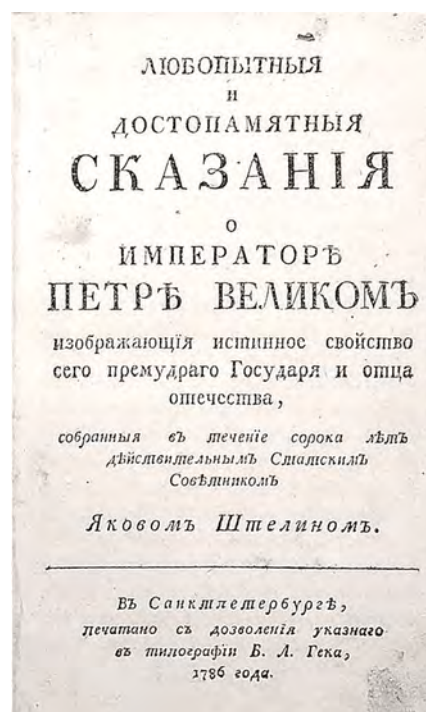 ЛЮБОПЫТНЫЯ
и
ДОСТОПАМЯТНЫЯ
СКАЗАНІЯ
О
ИМПЕРАТОРѢ
ПЕТРѢ ВЕЛИКОМЪ
изображающія истинное свойство
сего премудраго Государя и отца
отечества,
собранныя въ теченіе сорока лѣтъ
дѣйствительнымъ Статскимъ
Совѣтникомъ
Яковомъ Штелиномъ.
Въ Санктпетербургѣ,
печатано съ дозволенія указнаго
въ типографіи Б. Л. Гека,
1786 года.